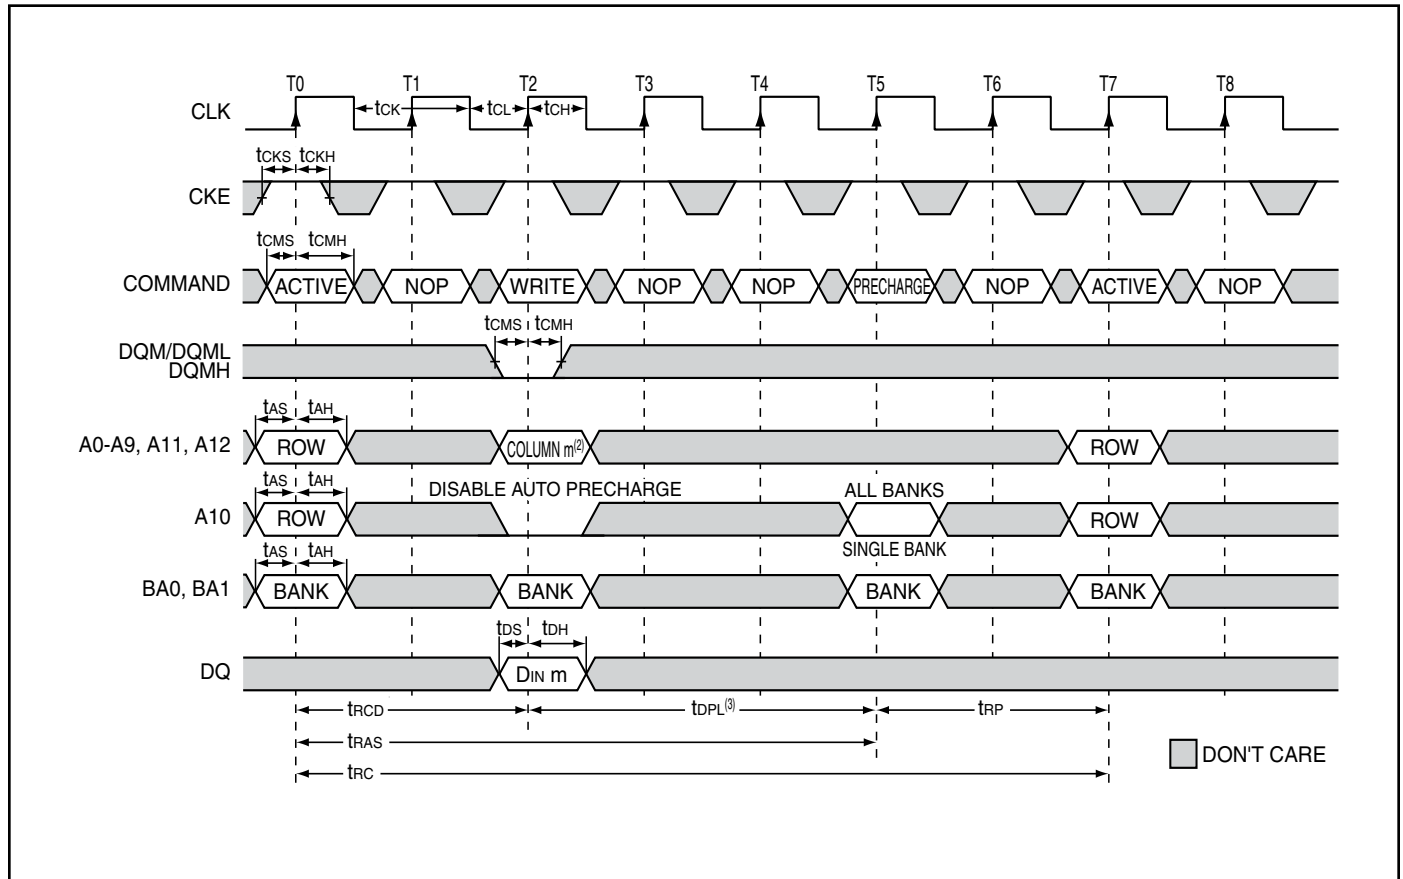 T0 T1 T2 T3 T4 T5 T6 T7 T8
CLK tCK tCL tCH
tCKS tCKH
CKE
tCMS tCMH
COMMAND ACTIVE NOP WRITE NOP NOP PRECHARGE NOP ACTIVE NOP
tCMS tCMH
DQM/DQML
DQMH
tAS tAH
A0-A9, A11, A12 ROW COLUMN m(2) ROW
tAS tAH DISABLE AUTO PRECHARGE ALL BANKS
A10 ROW ROW
tAS tAH SINGLE BANK
BA0, BA1 BANK BANK BANK BANK
tDS tDH
DQ DIN m
tRCD tDPL(3) tRP
tRAS
DON'T CARE
tRC